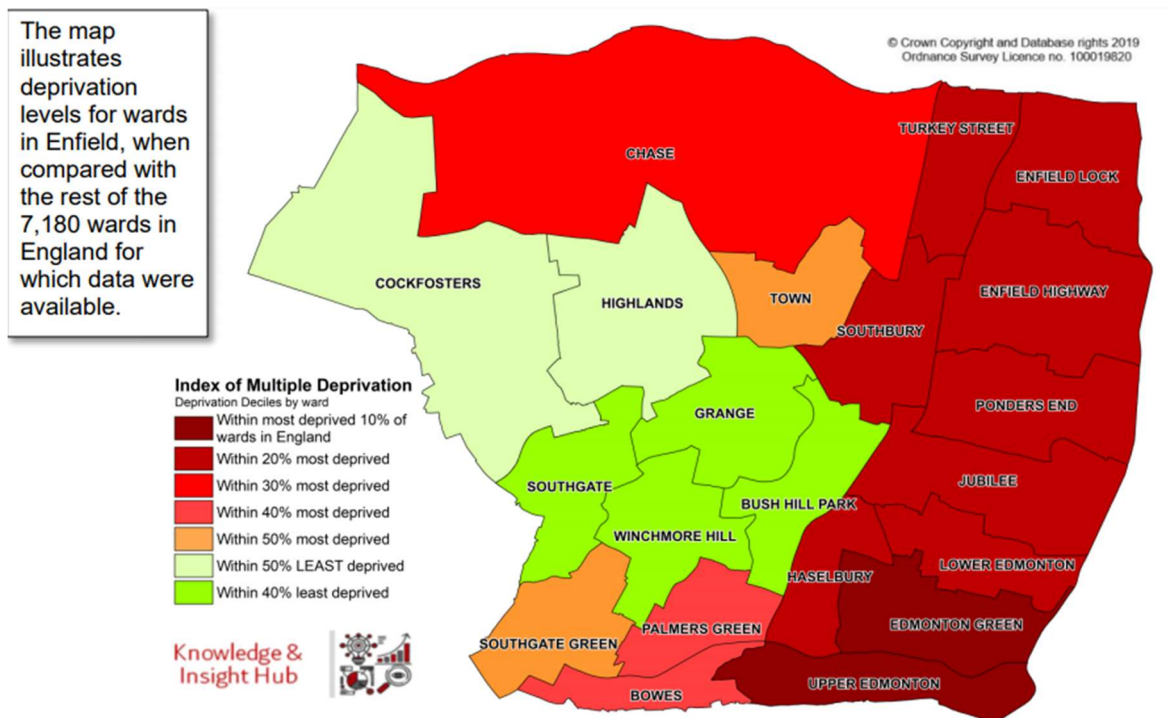 The map
illustrates
deprivation
levels for wards
in Enfield, when
compared with
the rest of the
7,180 wards in
England for
which data were
available.
© Crown Copyright and Database rights 2019
Ordnance Survey Licence no. 100019820
TURKEY STREET
CHASE
ENFIELD LOCK
COCKFOSTERS
HIGHLANDS
TOWN
ENFIELD HIGHWAY
SOUTHBURY
GRANGE
PONDERS END
SOUTHGATE
JUBILEE
BUSH HILL PARK
WINCHMORE HILL
HASELBURY
LOWER EDMONTON
PALMERS GREEN
EDMONTON GREEN
SOUTHGATE GREEN
BOWES
UPPER EDMONTON
Index of Multiple Deprivation
Deprivation Deciles by ward
Within most deprived 10% of
wards in England
Within 20% most deprived
Within 30% most deprived
Within 40% most deprived
Within 50% most deprived
Within 50% LEAST deprived
Within 40% least deprived
Knowledge &
Insight Hub